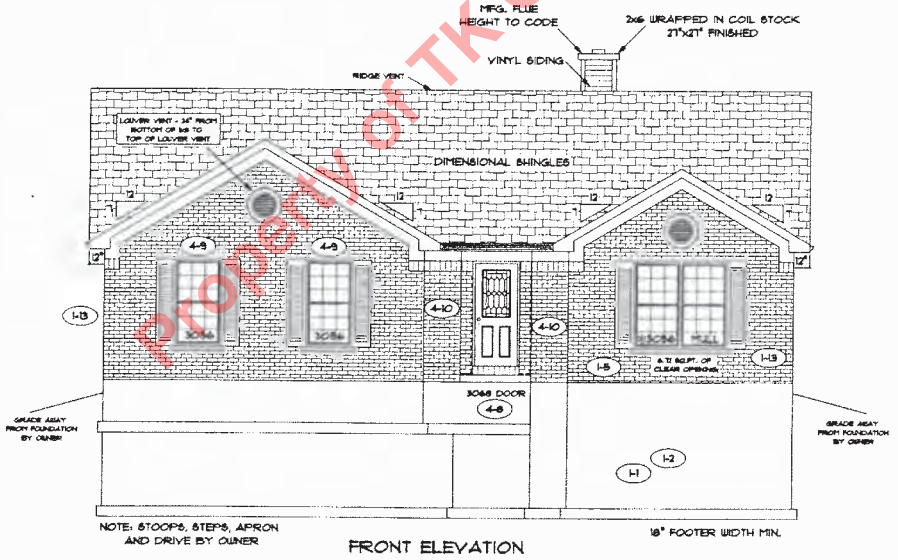 MFG. FLUE
HEIGHT TO CODE
2x6 WRAPPED IN COIL STOCK
27"x27" FINISHED
VINYL SIDING
RIDGE VENT
LOUVER VENT - 24" FROM
BOTTOM OF
TO
TOP OF LOUVER VENT
DIMENSIONAL SHINGLES
12
12
12
12
7
7
7
7
12"
12"
4-9
4-9
1-13
3056
3056
4-10
4-10
3056 MULL
1-5
1-13
SQ.FT. OF
CLEAR OPENING
3068 DOOR
4-8
GRADE AWAY
FROM FOUNDATION
BY OWNER
GRADE AWAY
FROM FOUNDATION
BY OWNER
1-1
1-2
NOTE: STOOPS, STEPS, APRON
AND DRIVE BY OWNER
FRONT ELEVATION
18" FOOTER WIDTH MIN.
Property of TK